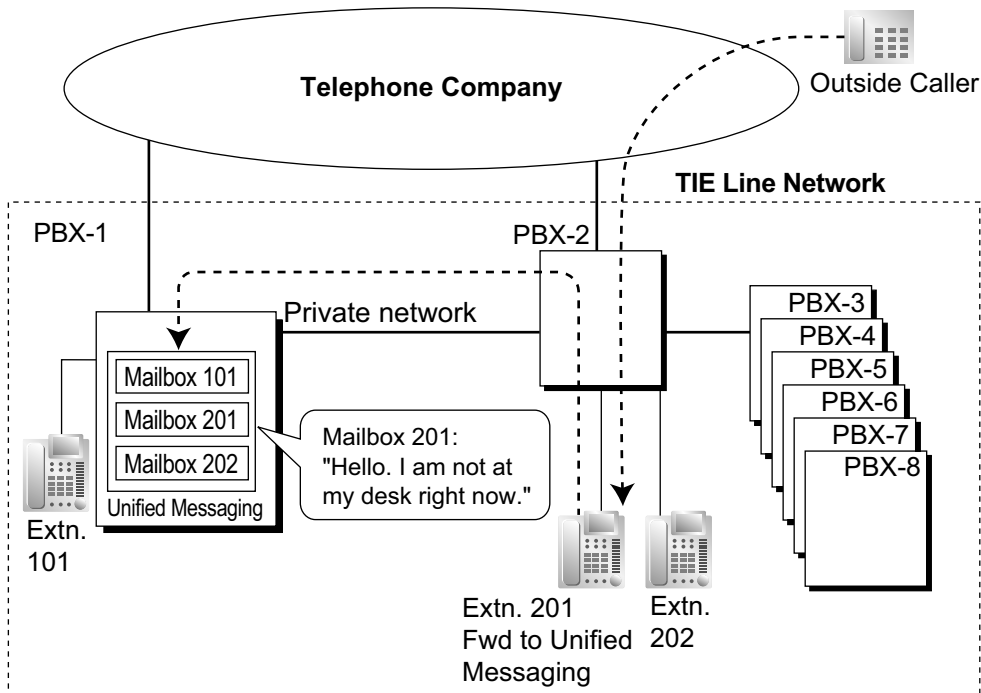 Telephone Company
Outside Caller
TIE Line Network
PBX-1
PBX-2
Private network
PBX-3
PBX-4
PBX-5
PBX-6
PBX-7
PBX-8
Mailbox 101
Mailbox 201
Mailbox 202
Unified Messaging
Mailbox 201:
"Hello. I am not at
my desk right now."
Extn.
101
Extn. 201
Fwd to Unified
Messaging
Extn.
202